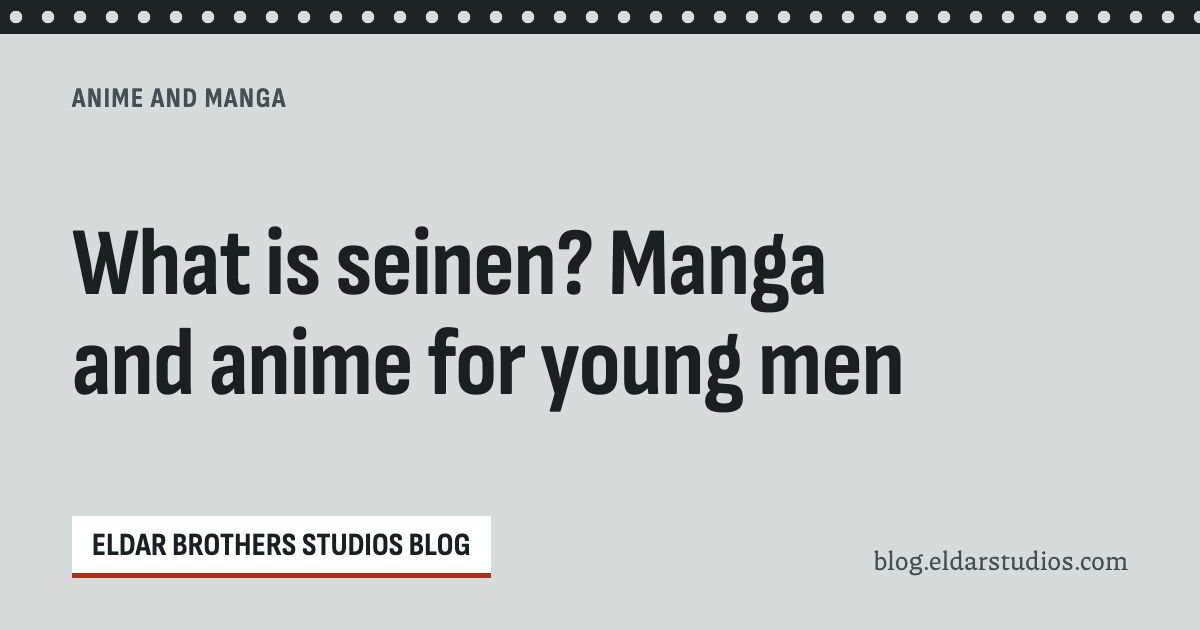 ANIME AND MANGA
What is seinen? Manga
and anime for young men
ELDAR BROTHERS STUDIOS BLOG
blog.eldarstudios.com